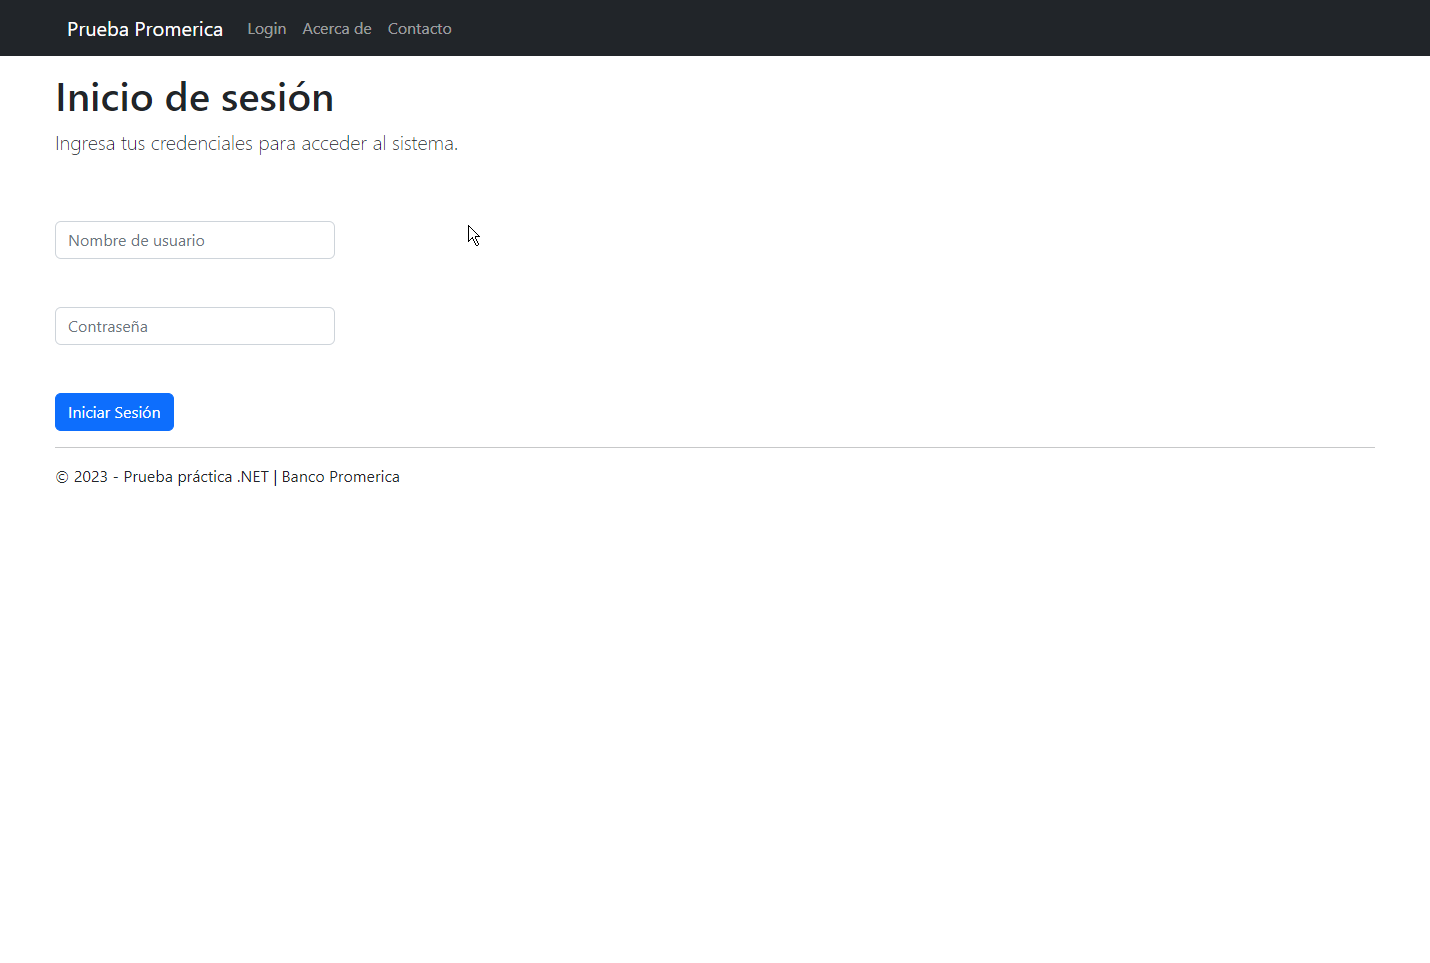 Prueba Promerica Login Acerca de Contacto
Inicio de sesión
Ingresa tus credenciales para acceder al sistema.
Nombre de usuario
Contraseña
Iniciar Sesión
© 2023 - Prueba práctica .NET | Banco Promerica